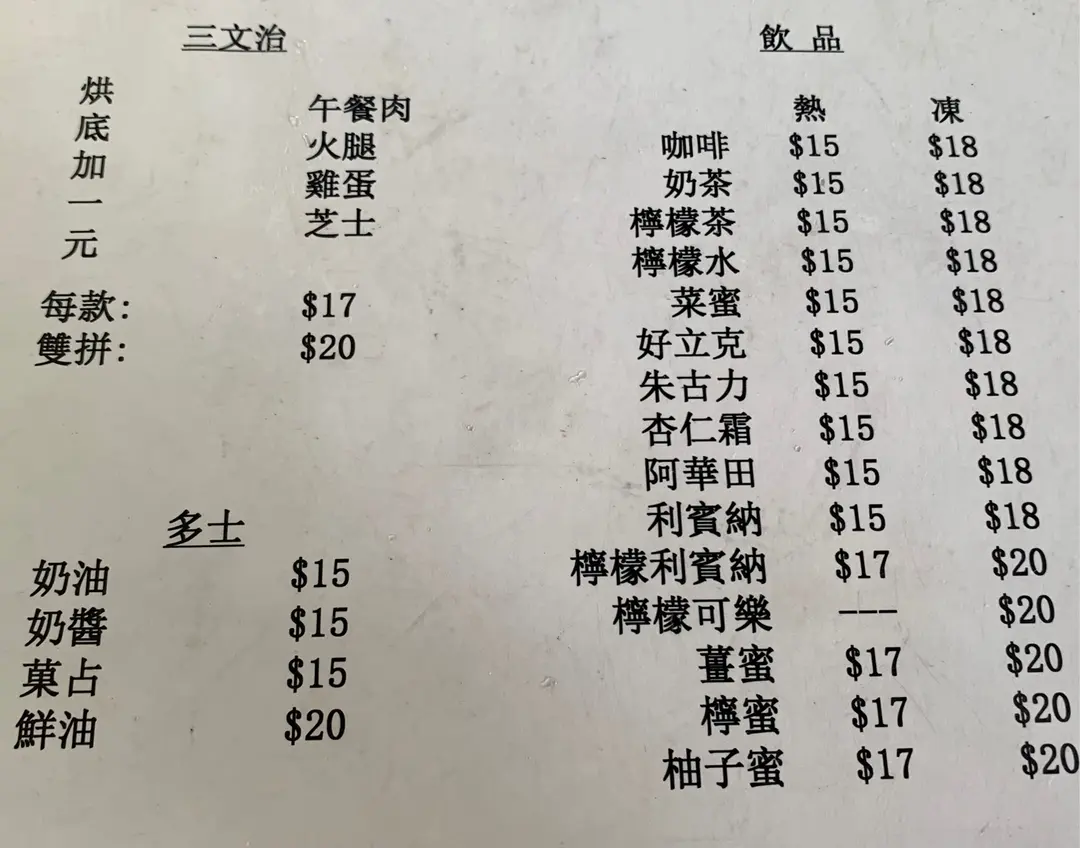 三文治
烘底加一元
午餐肉
火腿
雞蛋
芝士
每款: $17
雙拼: $20
多士
奶油 $15
奶醬 $15
菓占 $15
鮮油 $20
飲 品
熱 凍
咖啡 $15 $18
奶茶 $15 $18
檸檬茶 $15 $18
檸檬水 $15 $18
菜蜜 $15 $18
好立克 $15 $18
朱古力 $15 $18
杏仁霜 $15 $18
阿華田 $15 $18
利賓納 $15 $18
檸檬利賓納 $17 $20
檸檬可樂 --- $20
薑蜜 $17 $20
檸蜜 $17 $20
柚子蜜 $17 $20